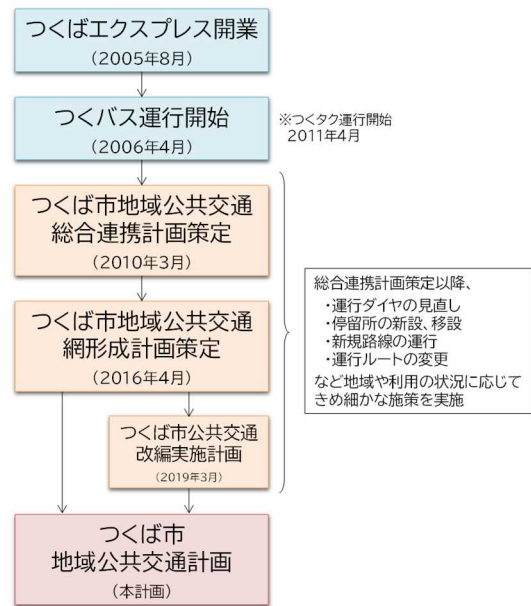 つくばエクスプレス開業
（2005年8月）
つくバス運行開始
（2006年4月）
※つくタク運行開始
2011年4月
つくば市地域公共交通
総合連携計画策定
（2010年3月）
つくば市地域公共交通
網形成計画策定
（2016年4月）
つくば市公共交通
改編実施計画
（2019年3月）
総合連携計画策定以降、
・運行ダイヤの見直し
・停留所の新設、移設
・新規路線の運行
・運行ルートの変更
など地域や利用の状況に応じて
きめ細かな施策を実施
つくば市
地域公共交通計画
（本計画）